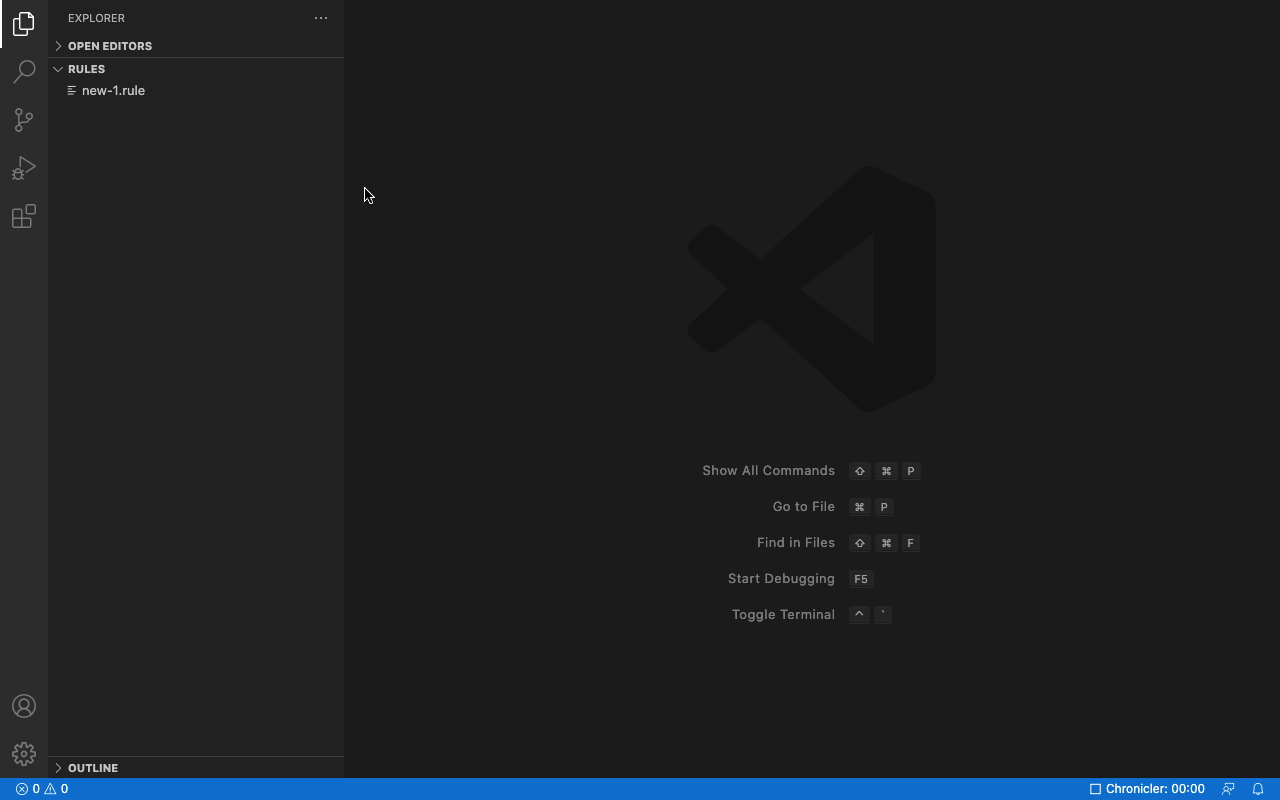 EXPLORER
OPEN EDITORS
RULES
new-1.rule
Show All Commands ⇧ ⌘ P
Go to File ⌘ P
Find in Files ⇧ ⌘ F
Start Debugging F5
Toggle Terminal ^ `
OUTLINE
0 0 Chronicler: 00:00